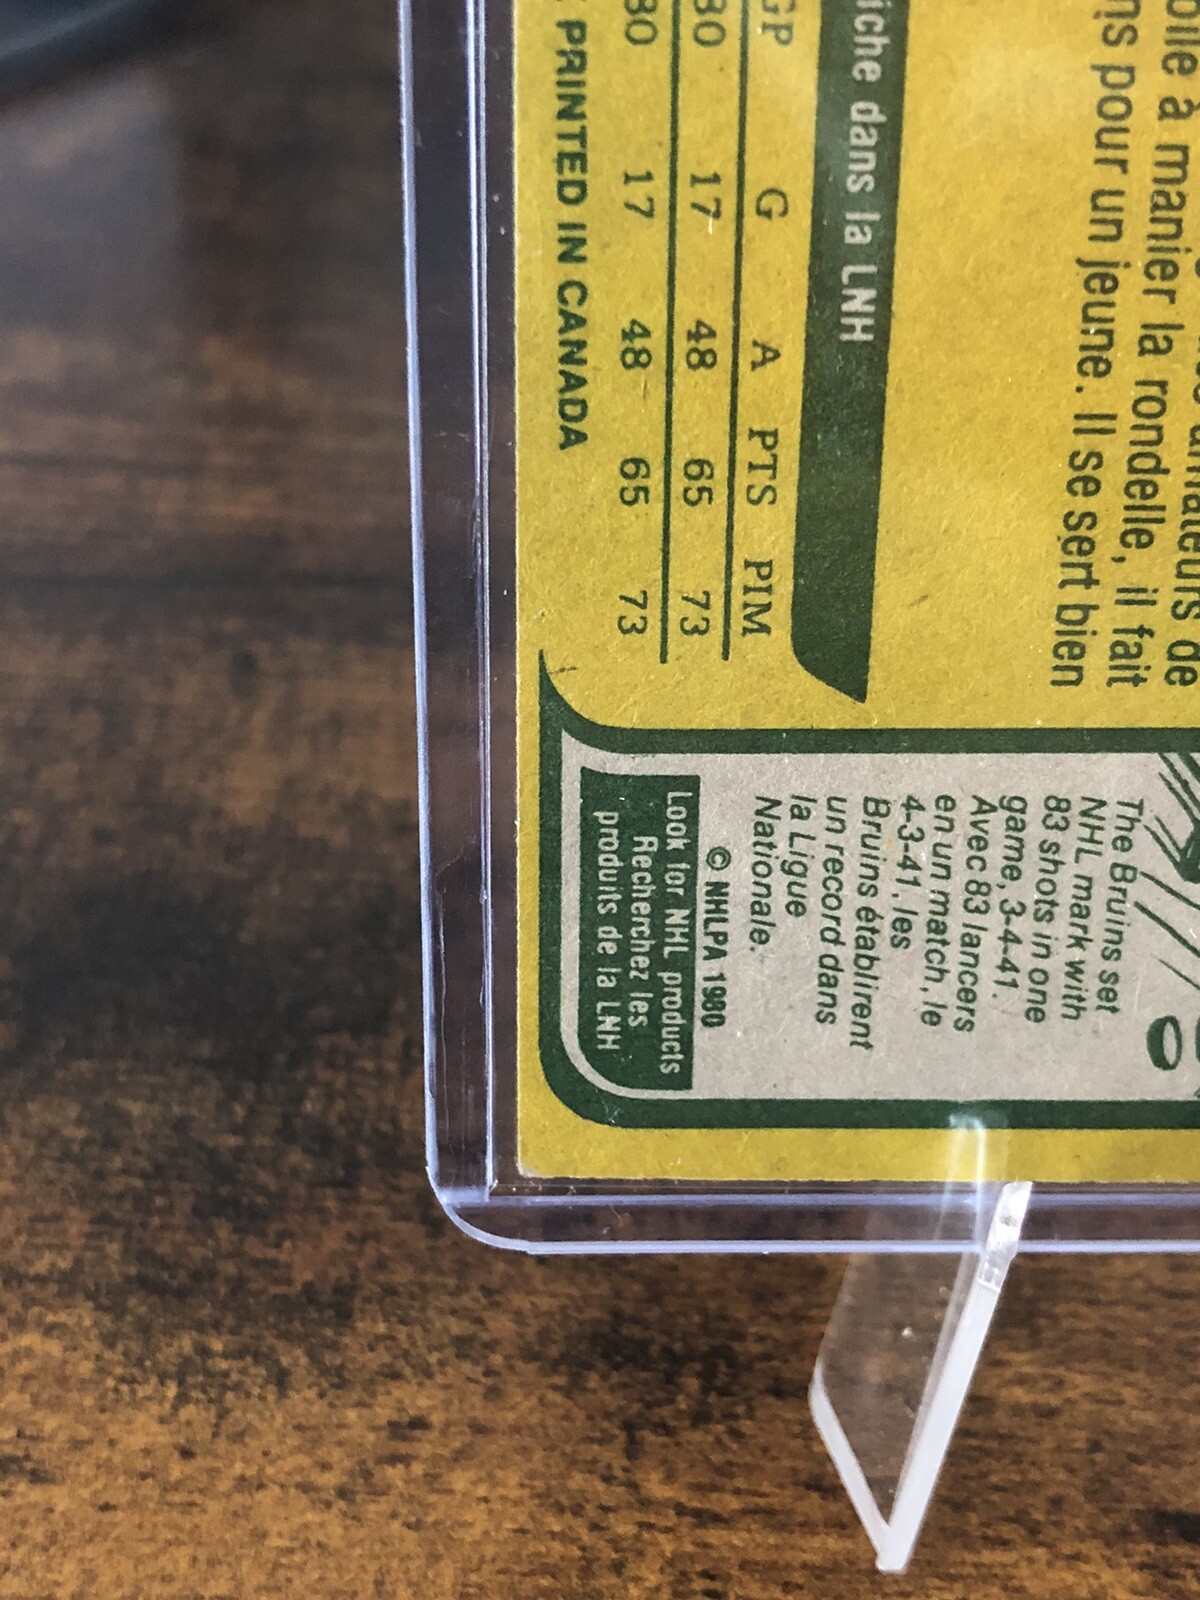 bile à manier la rondelle, il fait
ns pour un jeune. Il se sert bien
iche dans la LNH
GP G A PTS PIM
80 17 48 65 73
80 17 48 65 73
PRINTED IN CANADA
The Bruins set
NHL mark with
83 shots in one
game, 3-4-41.
Avec 83 lancers
en un match, le
4-3-41, les
Bruins établirent
un record dans
la Ligue
Nationale.
© NHLPA 1980
Look for NHL products
Recherchez les
produits de la LNH